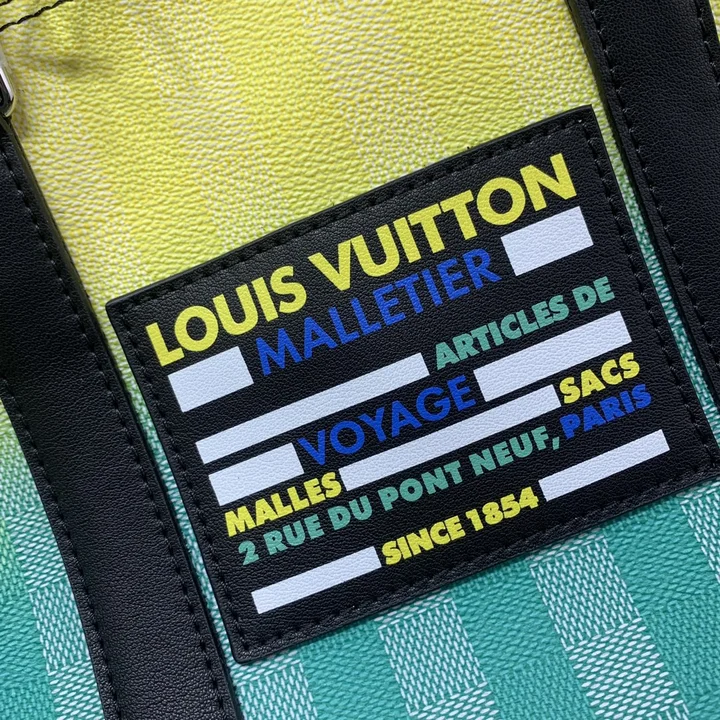 LOUIS VUITTON
MALLETIER
ARTICLES DE
VOYAGE
MALLES SACS
2 RUE DU PONT NEUF, PARIS
SINCE 1854